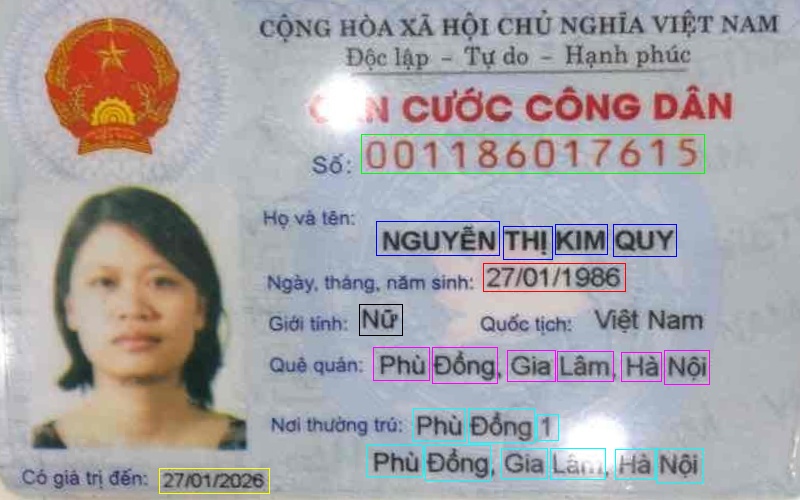 CỘNG HÒA XÃ HỘI CHỦ NGHĨA VIỆT NAM
Độc lập - Tự do - Hạnh phúc
CĂN CƯỚC CÔNG DÂN
Số: 001186017615
Họ và tên:
NGUYỄN THỊ KIM QUY
Ngày, tháng, năm sinh: 27/01/1986
Giới tính: Nữ Quốc tịch: Việt Nam
Quê quán: Phù Đổng, Gia Lâm, Hà Nội
Nơi thường trú: Phù Đổng 1
Phù Đổng, Gia Lâm, Hà Nội
Có giá trị đến: 27/01/2026